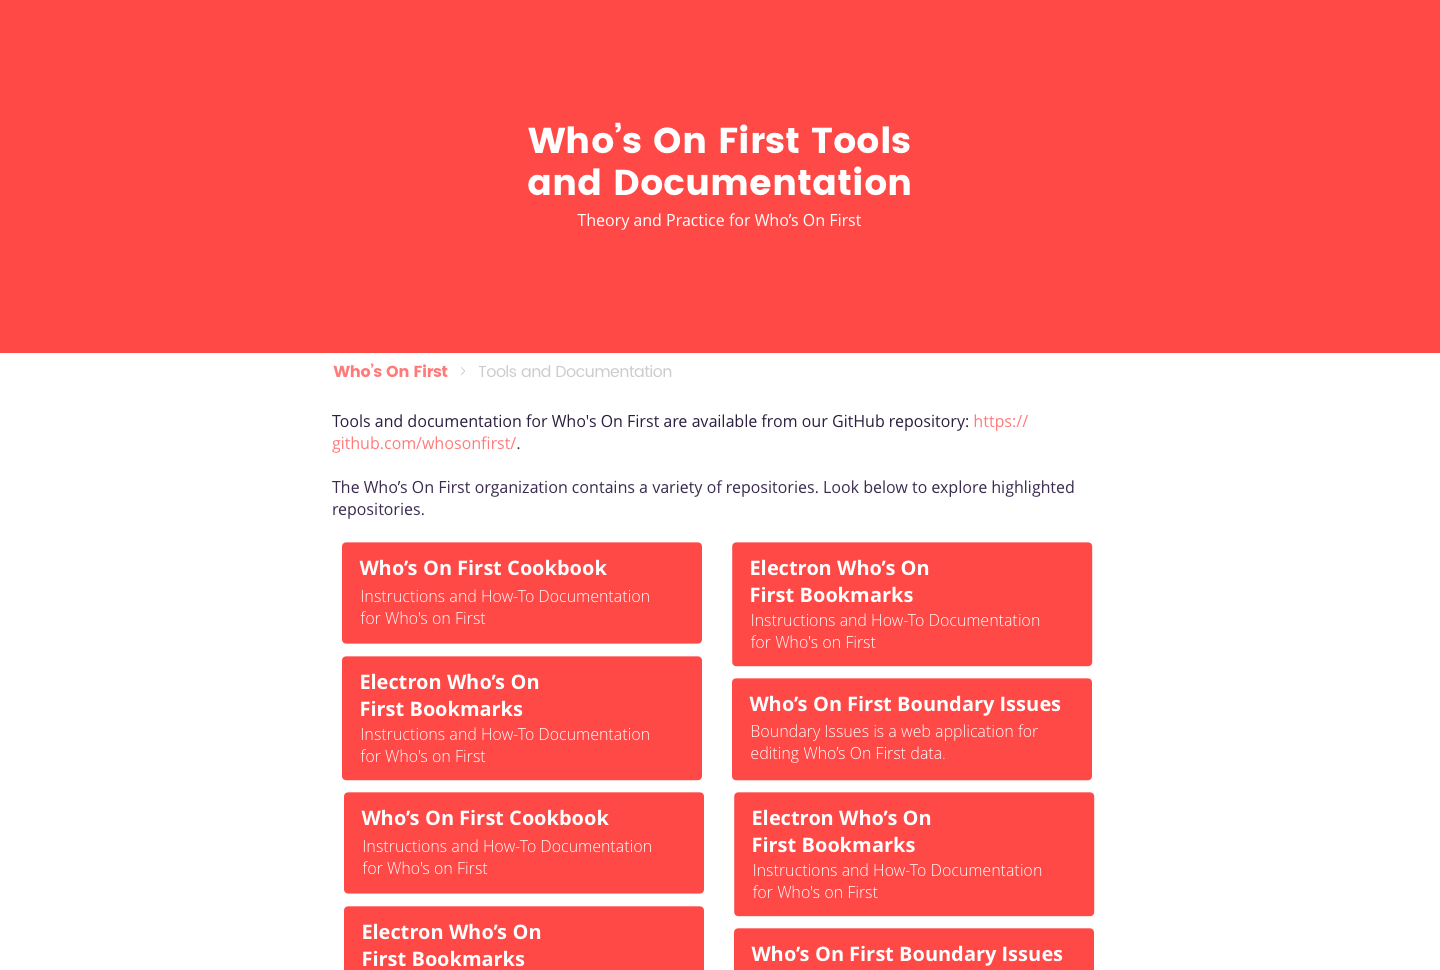 Who’s On First Tools
and Documentation
Theory and Practice for Who’s On First
Who’s On First > Tools and Documentation
Tools and documentation for Who's On First are available from our GitHub repository: https://
github.com/whosonfirst/.
The Who’s On First organization contains a variety of repositories. Look below to explore highlighted
repositories.
Who’s On First Cookbook
Instructions and How-To Documentation
for Who's on First
Electron Who’s On
First Bookmarks
Instructions and How-To Documentation
for Who's on First
Electron Who’s On
First Bookmarks
Instructions and How-To Documentation
for Who's on First
Who’s On First Boundary Issues
Boundary Issues is a web application for
editing Who’s On First data.
Who’s On First Cookbook
Instructions and How-To Documentation
for Who's on First
Electron Who’s On
First Bookmarks
Instructions and How-To Documentation
for Who's on First
Electron Who’s On
First Bookmarks
Who’s On First Boundary Issues